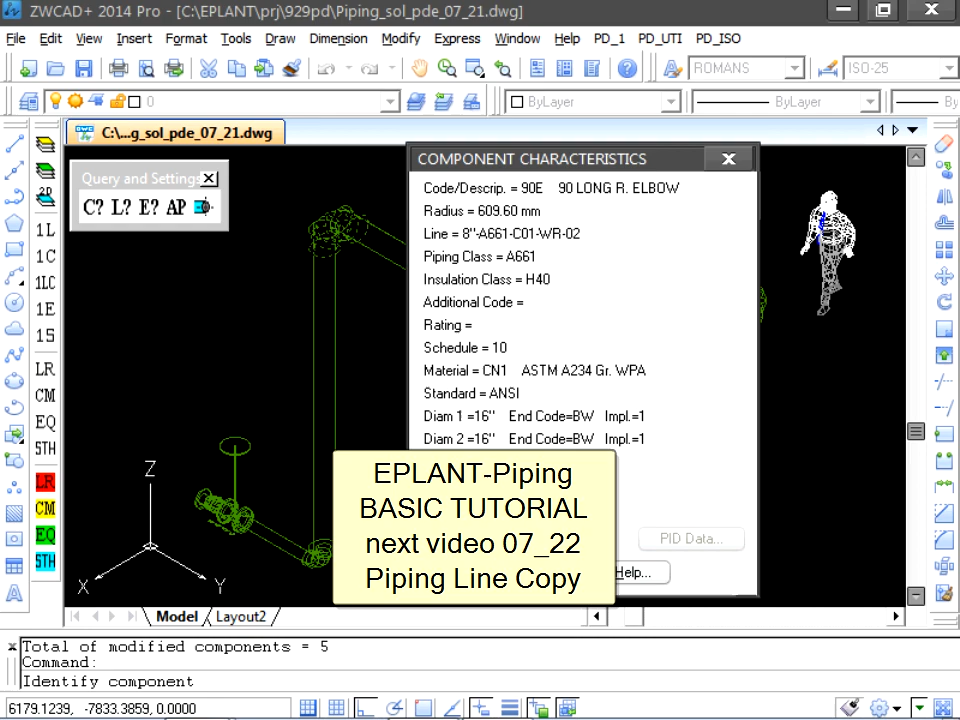 ZWCAD+ 2014 Pro - [C:\EPLANT\prj\929pd\Piping_sol_pde_07_21.dwg]
File Edit View Insert Format Tools Draw Dimension Modify Express Window Help PD_1 PD_UTI PD_ISO
ROMANS ISO-25
0 ByLayer ByLayer By
C:\...g_sol_pde_07_21.dwg
Query and Settings
C? L? E? AP
2D
1L
1C
1LC
1E
1S
LR
CM
EQ
STH
LR
CM
EQ
STH
COMPONENT CHARACTERISTICS
Code/Descrip. = 90E 90 LONG R. ELBOW
Radius = 609.60 mm
Line = 8"-A661-C01-WR-02
Piping Class = A661
Insulation Class = H40
Additional Code =
Rating =
Schedule = 10
Material = CN1 ASTM A234 Gr. WPA
Standard = ANSI
Diam 1 =16" End Code=BW Impl.=1
Diam 2 =16" End Code=BW Impl.=1
PID Data...
Help...
EPLANT-Piping
BASIC TUTORIAL
next video 07_22
Piping Line Copy
Z
X Y
Model Layout2
Total of modified components = 5
Command:
Identify component
6179.1239, -7833.3859, 0.0000